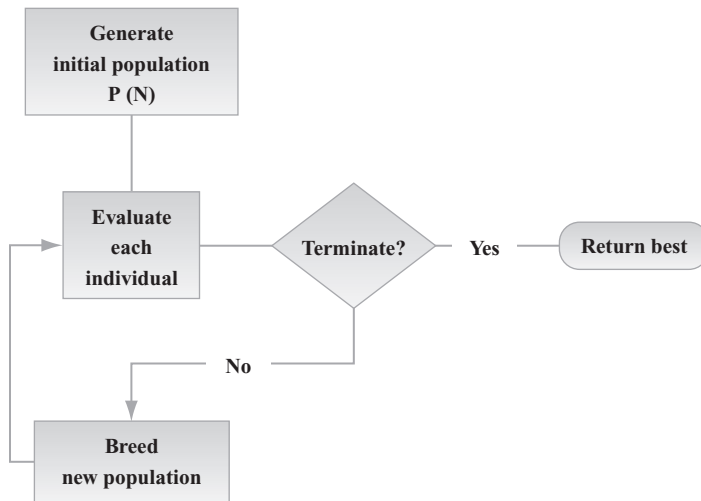 Generate
initial population
P (N)
Evaluate
each
individual
Terminate?
Yes
Return best
No
Breed
new population